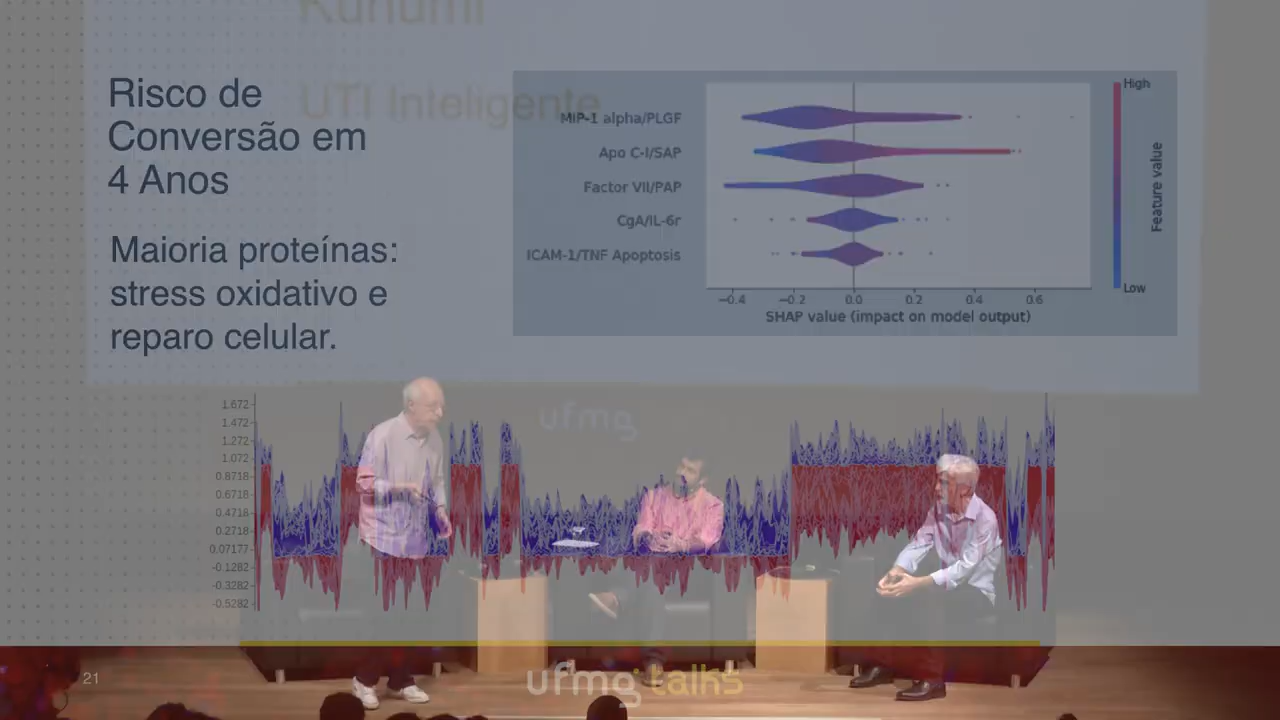 Kunumi
UTI Inteligente
Risco de
Conversão em
4 Anos
Maioria proteínas:
stress oxidativo e
reparo celular.
MIP-1 alpha/PLGF
Apo C-I/SAP
Factor VII/PAP
CgA/IL-6r
ICAM-1/TNF Apoptosis
−0.4 −0.2 0.0 0.2 0.4 0.6
SHAP value (impact on model output)
High
Feature value
Low
ufmg
1.672
1.472
1.272
1.072
0.8718
0.6718
0.4718
0.2718
0.07177
-0.1282
-0.3282
-0.5282
21
ufmg talks